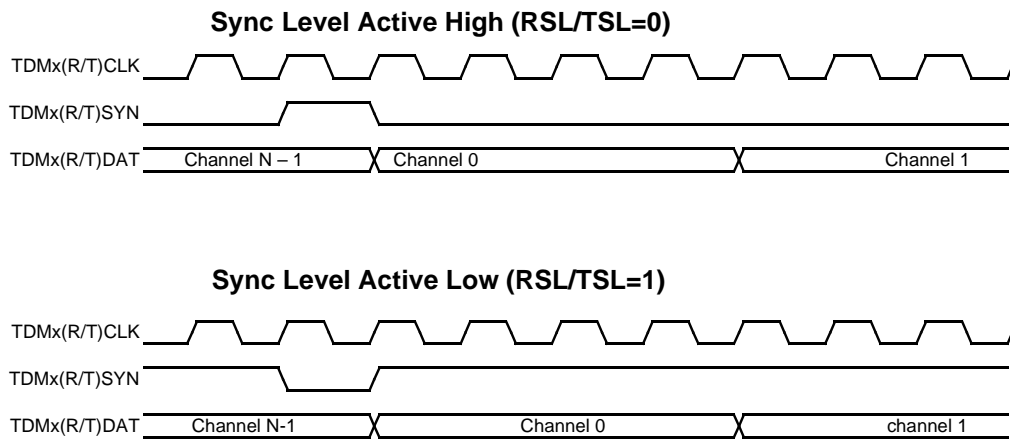 Sync Level Active High (RSL/TSL=0)
TDMx(R/T)CLK
TDMx(R/T)SYN
TDMx(R/T)DAT Channel N – 1 Channel 0 Channel 1
Sync Level Active Low (RSL/TSL=1)
TDMx(R/T)CLK
TDMx(R/T)SYN
TDMx(R/T)DAT Channel N-1 Channel 0 channel 1